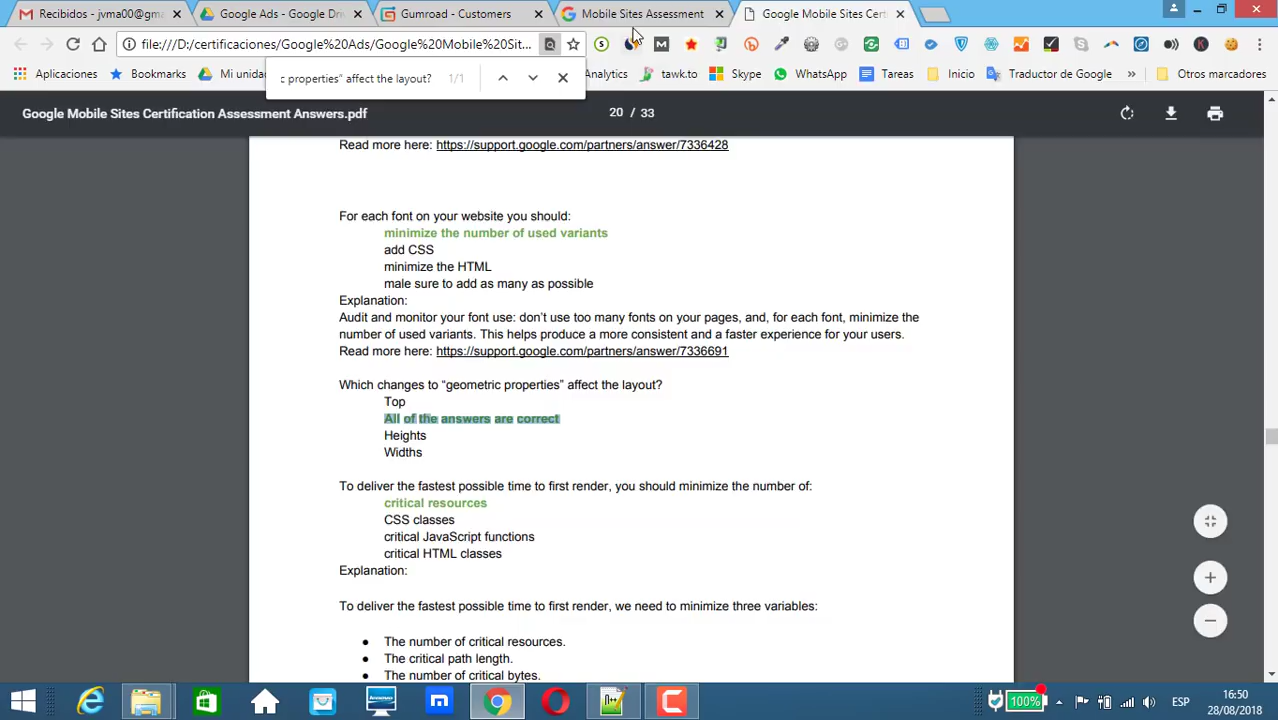 Recibidos - jvma00@gma
Google Ads - Google Dri
Gumroad - Customers
Mobile Sites Assessment
Google Mobile Sites Cert
file:///D:/certificaciones/Google%20Ads/Google%20Mobile%20Sit...
Aplicaciones
Bookmarks
Mi unidad
Analytics
tawk.to
Skype
WhatsApp
Tareas
Inicio
Traductor de Google
»
Otros marcadores
c properties" affect the layout? 1/1
Google Mobile Sites Certification Assessment Answers.pdf
20 / 33
Read more here: https://support.google.com/partners/answer/7336428
For each font on your website you should:
minimize the number of used variants
add CSS
minimize the HTML
male sure to add as many as possible
Explanation:
Audit and monitor your font use: don't use too many fonts on your pages, and, for each font, minimize the
number of used variants. This helps produce a more consistent and a faster experience for your users.
Read more here: https://support.google.com/partners/answer/7336691
Which changes to "geometric properties" affect the layout?
Top
All of the answers are correct
Heights
Widths
To deliver the fastest possible time to first render, you should minimize the number of:
critical resources
CSS classes
critical JavaScript functions
critical HTML classes
Explanation:
To deliver the fastest possible time to first render, we need to minimize three variables:
● The number of critical resources.
● The critical path length.
● The number of critical bytes.
100%
ESP
16:50
28/08/2018